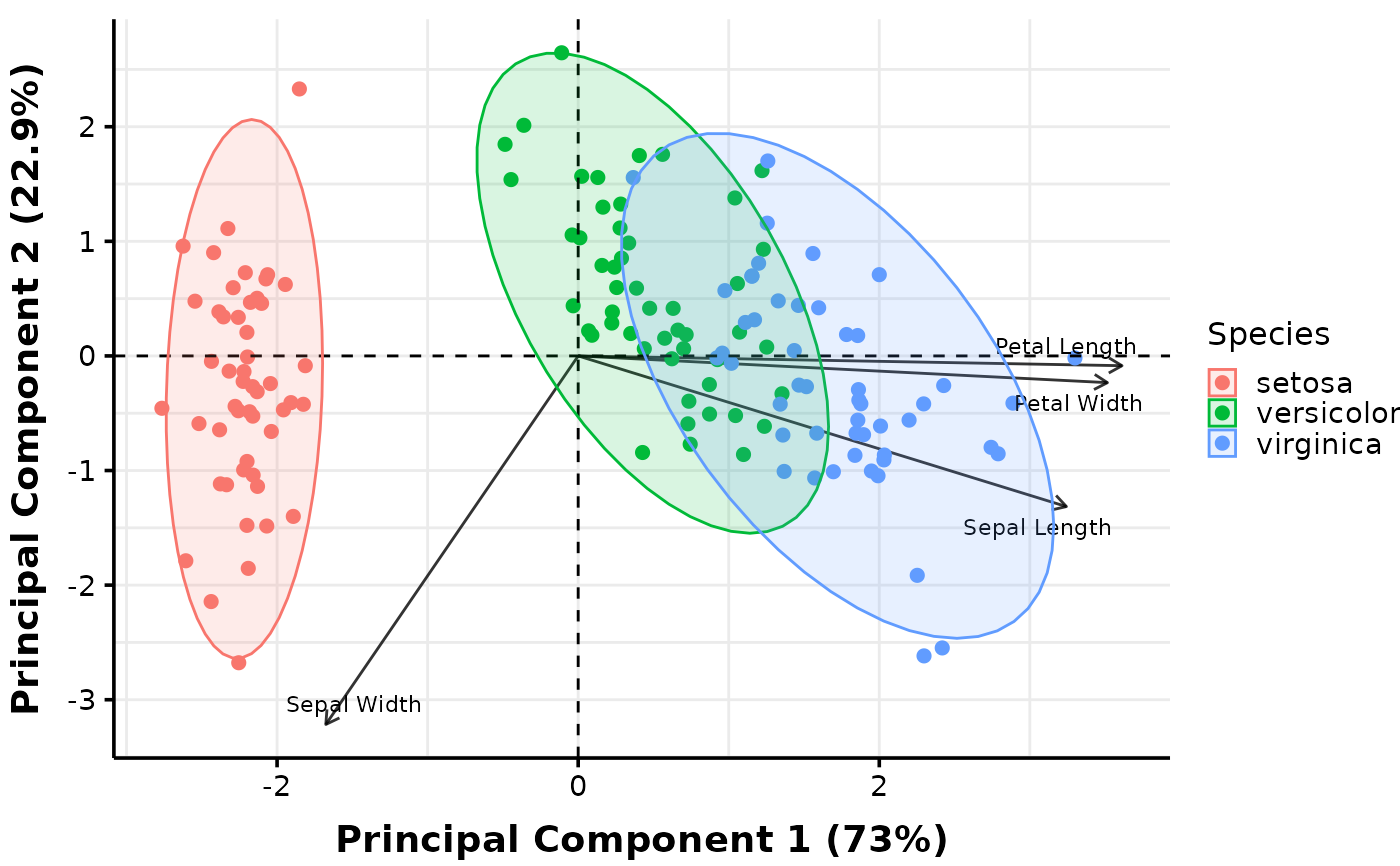 Principal Component 2 (22.9%)
2
1
0
-1
-2
-3
Petal Length
Petal Width
Sepal Length
Sepal Width
-2
0
2
Principal Component 1 (73%)
Species
setosa
versicolor
virginica